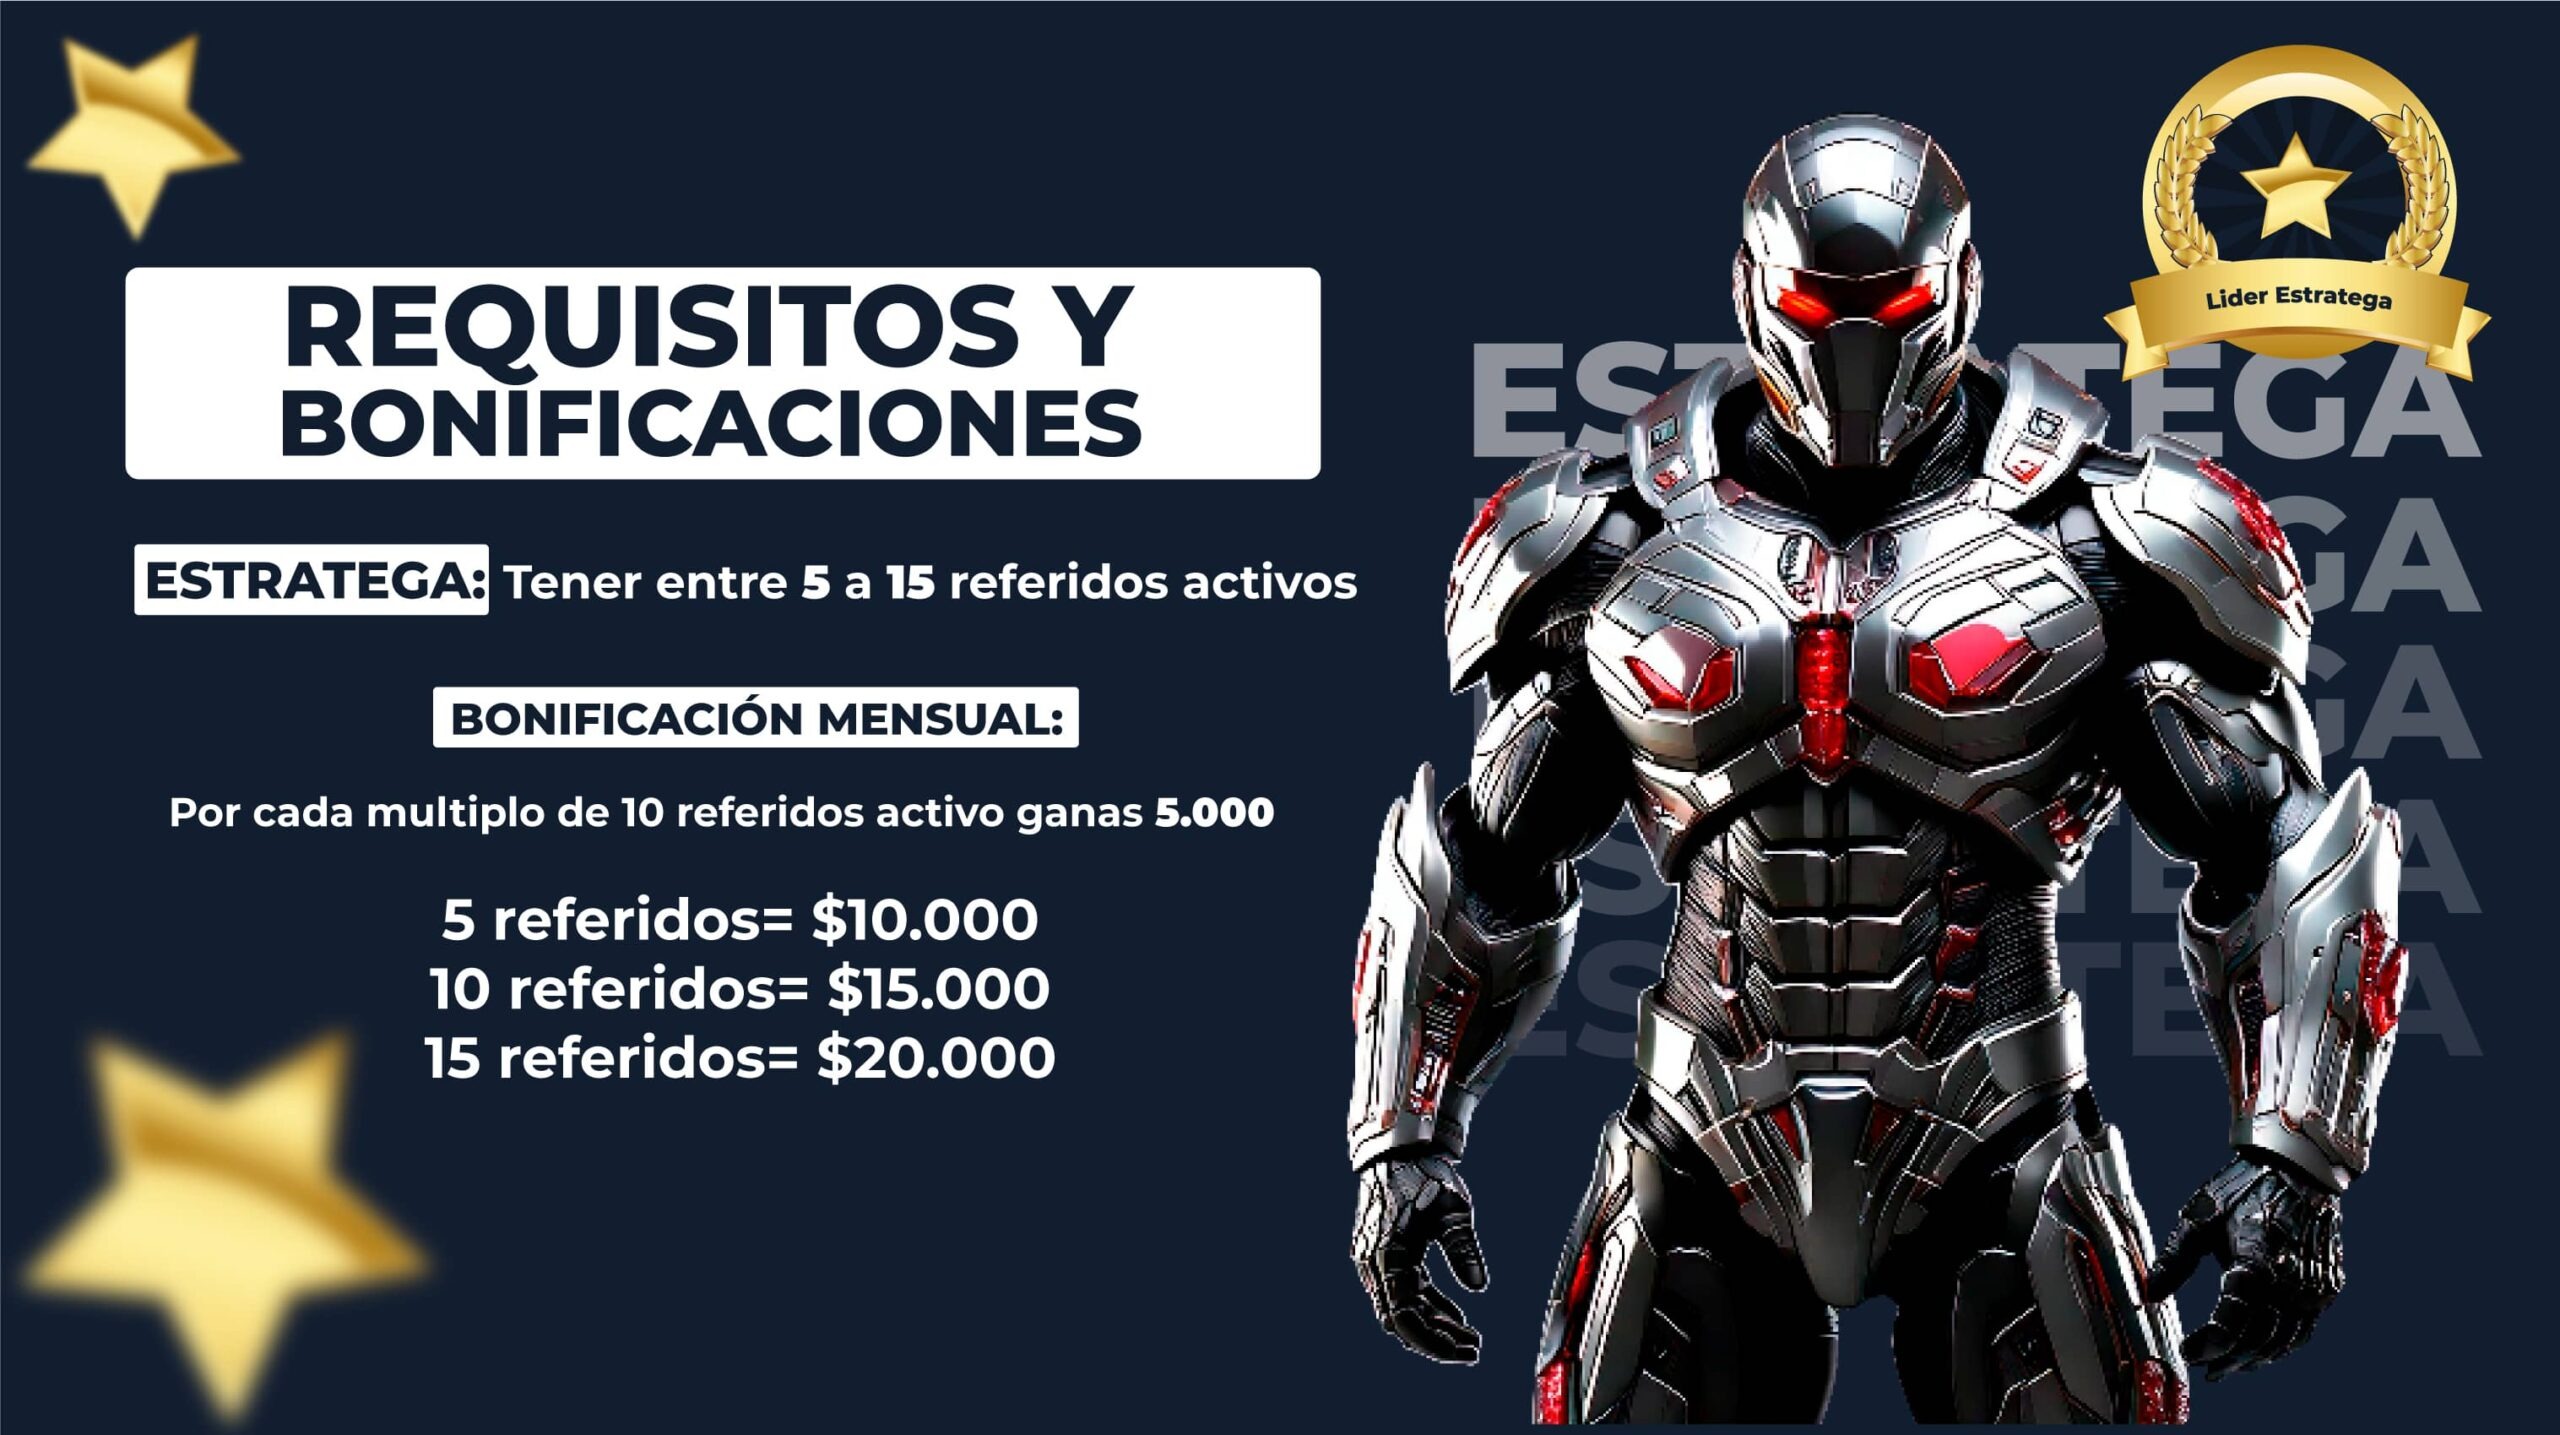 Lider Estratega
REQUISITOS Y
BONIFICACIONES
ESTRATEGA
ESTRATEGA: Tener entre 5 a 15 referidos activos
BONIFICACIÓN MENSUAL:
Por cada multiplo de 10 referidos activo ganas 5.000
5 referidos= $10.000
10 referidos= $15.000
15 referidos= $20.000